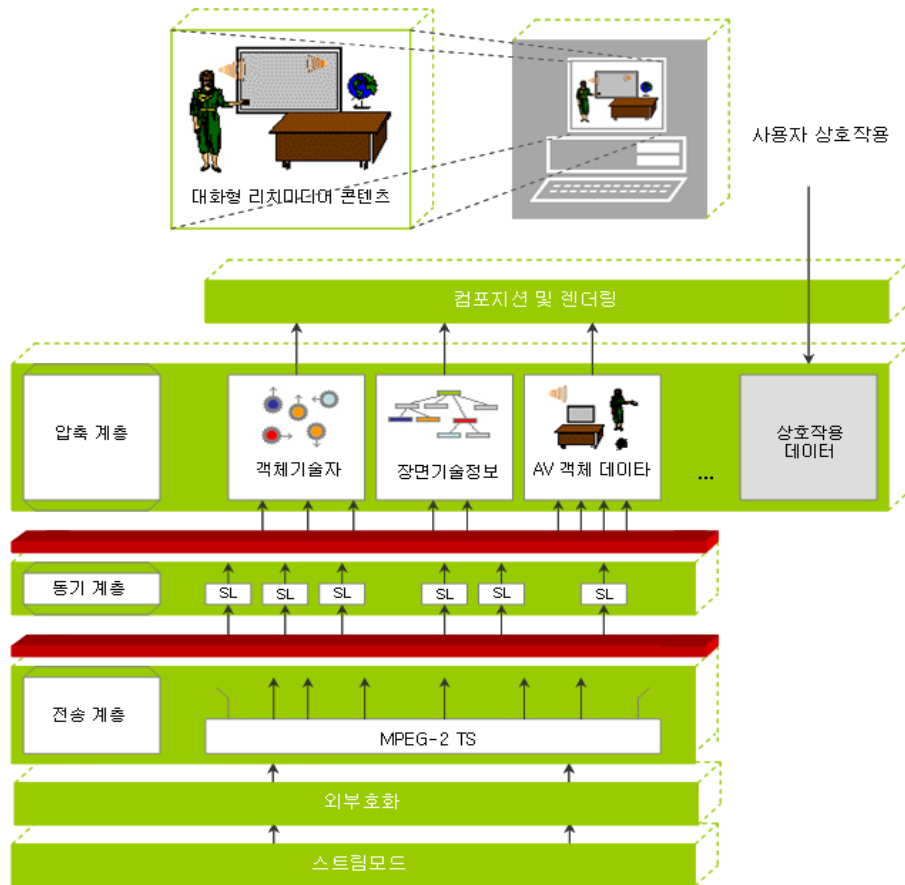 대화형 리치미디어 콘텐츠
사용자 상호작용
컴포지션 및 렌더링
압축 계층
객체기술자
장면기술정보
AV 객체 데이타
...
상호작용
데이터
동기 계층
SL
SL
SL
SL
SL
SL
전송 계층
MPEG-2 TS
외부호화
스트림모드